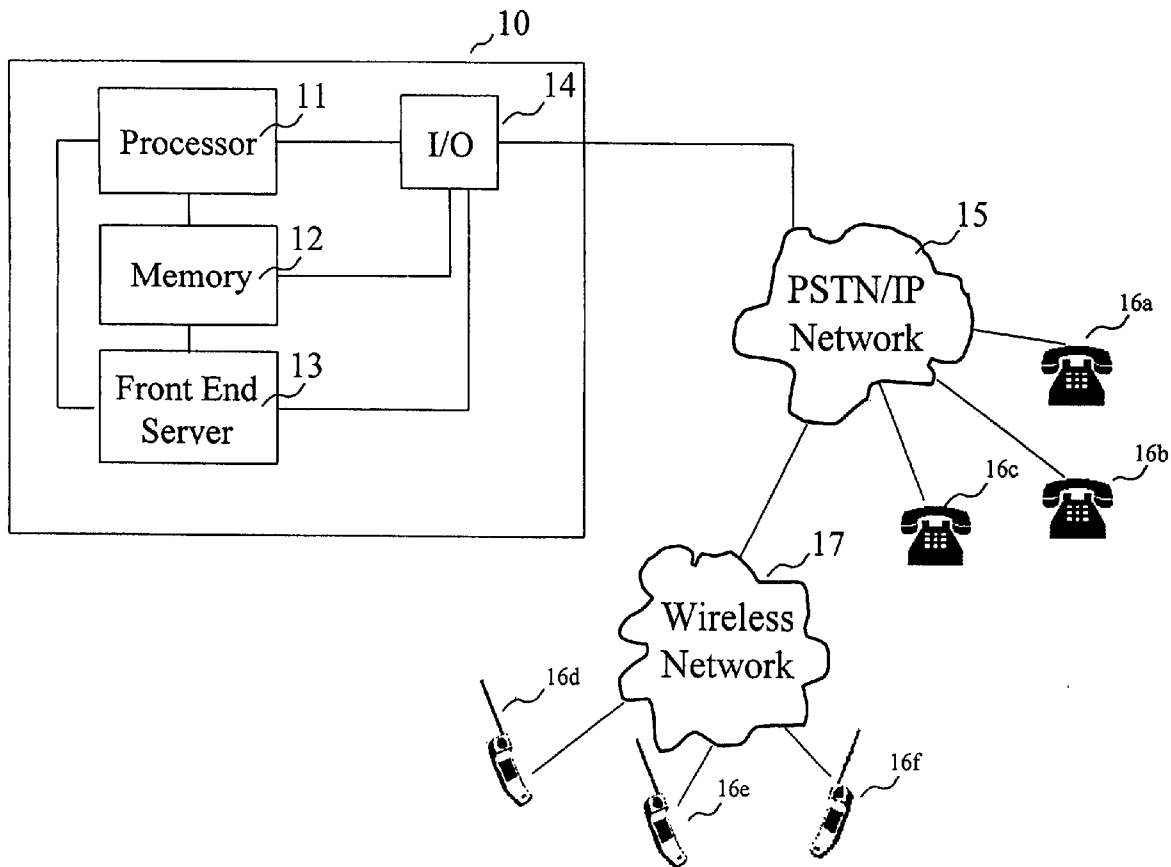 10
11
Processor
14
I/O
12
Memory
13
Front End
Server
15
PSTN/IP
Network
16a
16b
16c
17
Wireless
Network
16d
16e
16f